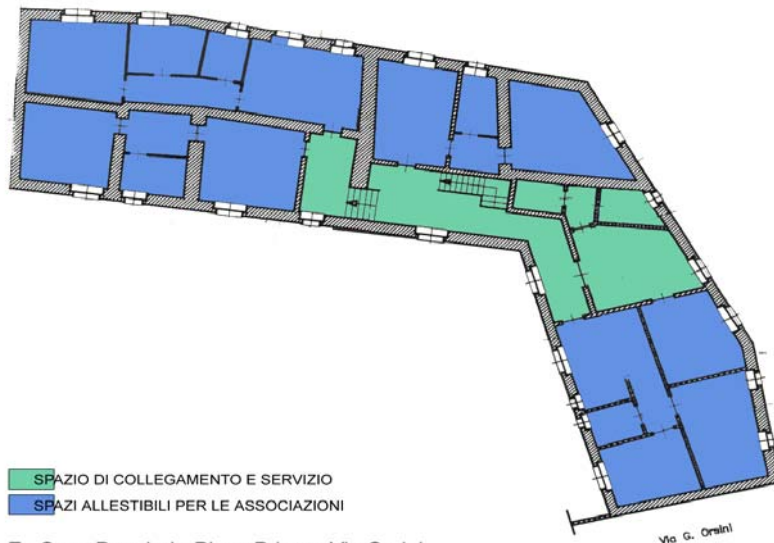 SPAZIO DI COLLEGAMENTO E SERVIZIO
SPAZI ALLESTIBILI PER LE ASSOCIAZIONI
Via G. Orsini